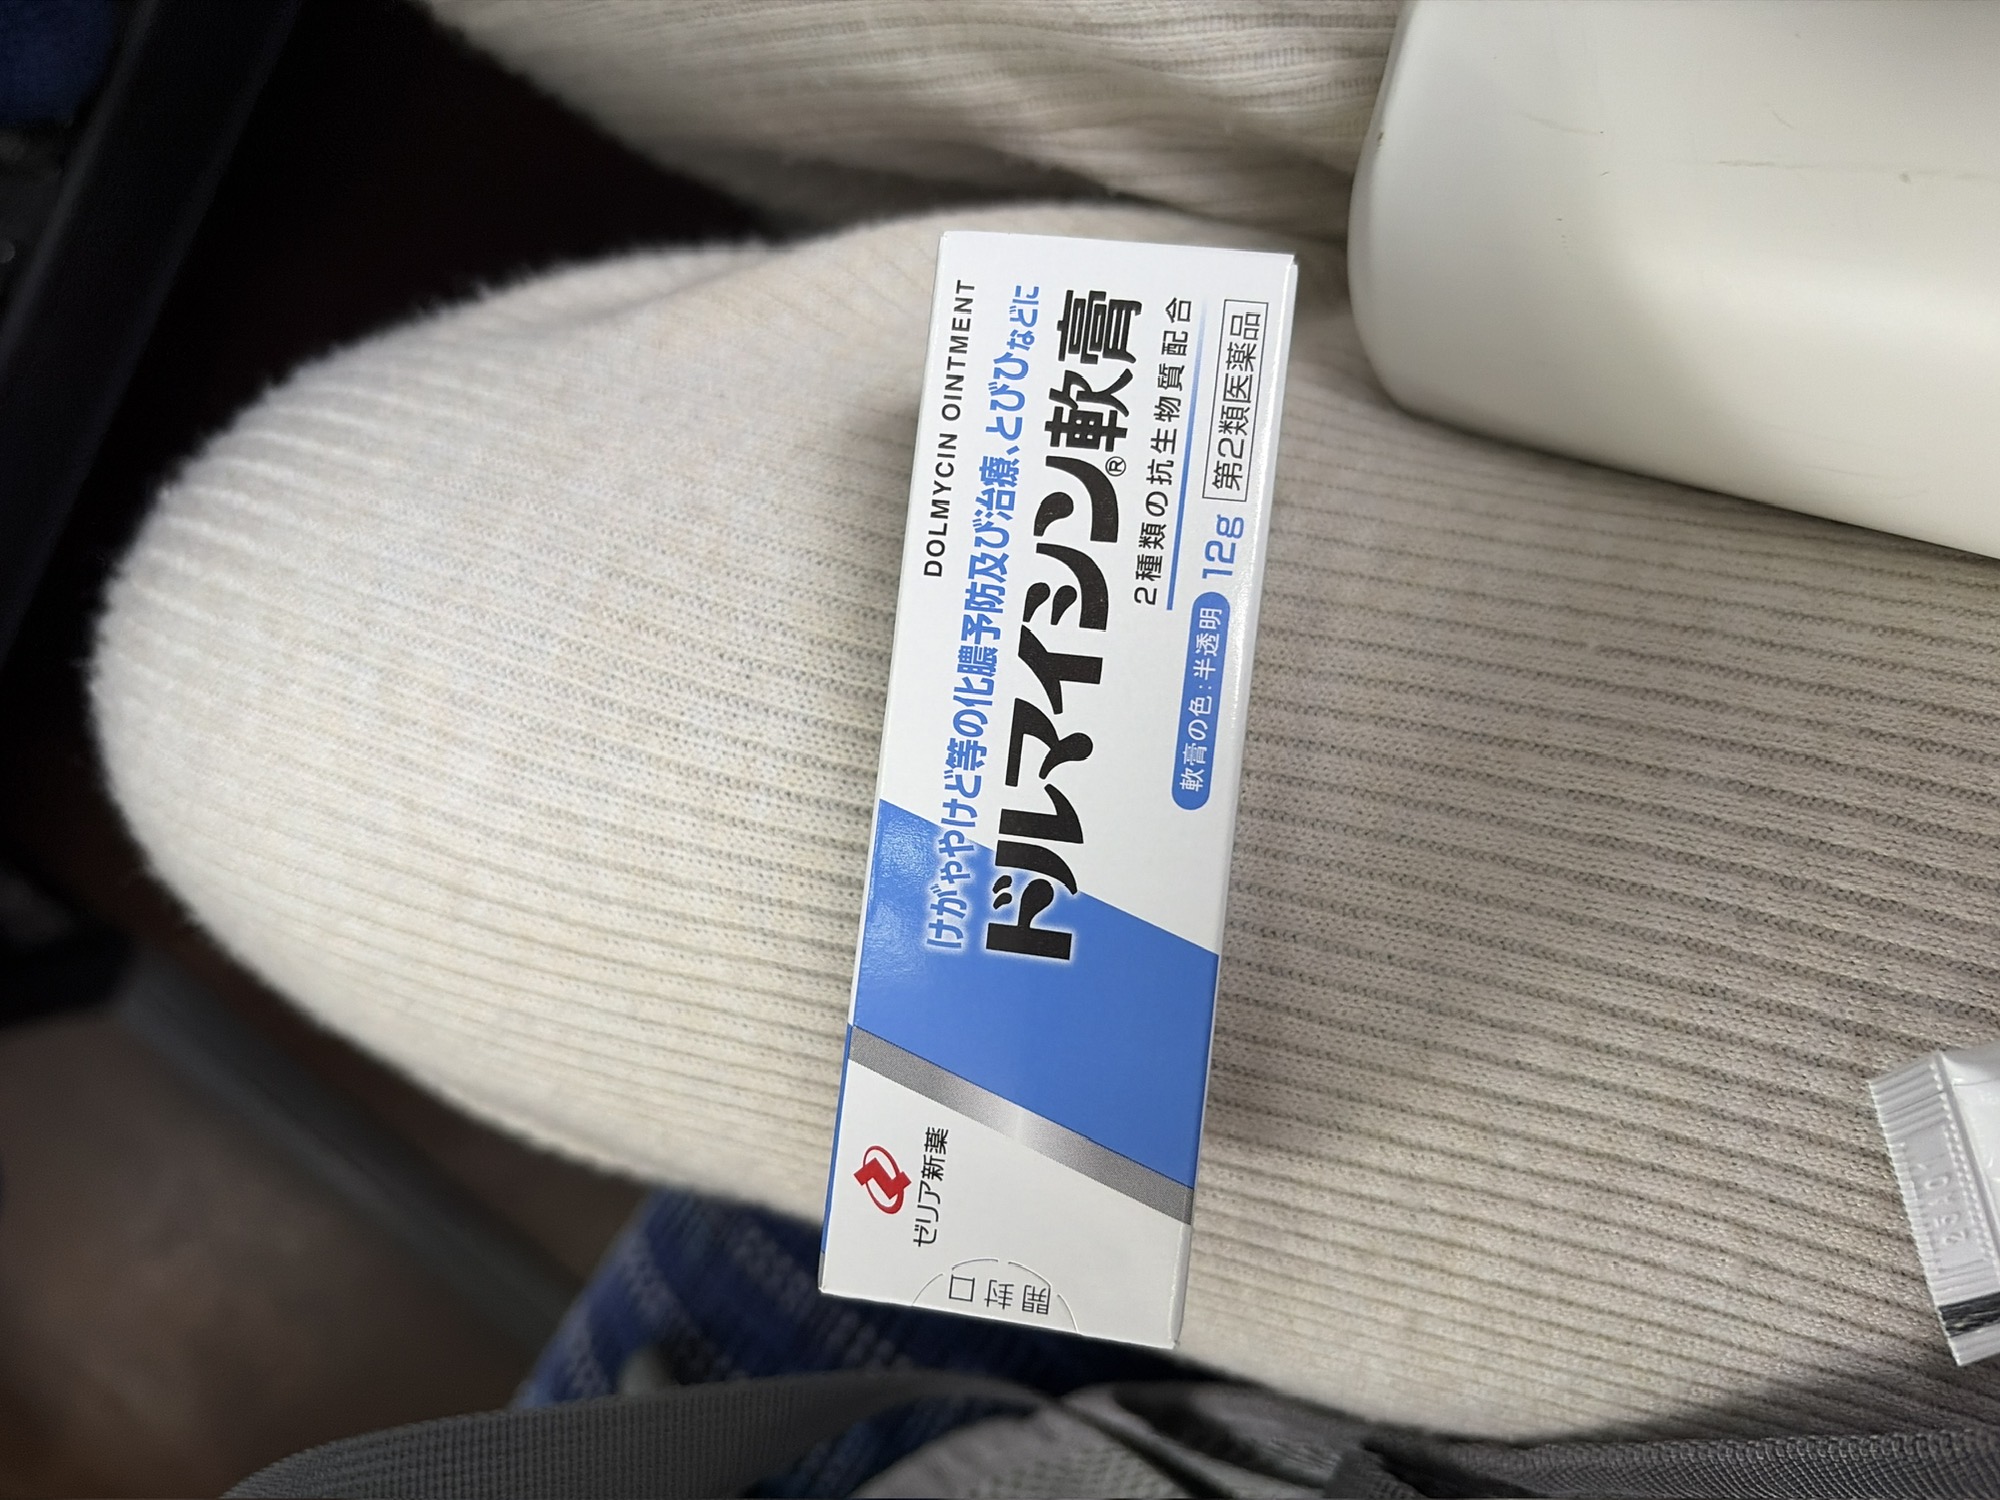 DOLMYCIN OINTMENT
けがややけど等の化膿予防及び治療、とびひなどに
ドルマイシン®軟膏
2種類の抗生物質配合
軟膏の色:半透明 12g 第2類医薬品
ゼリア新薬
開封口